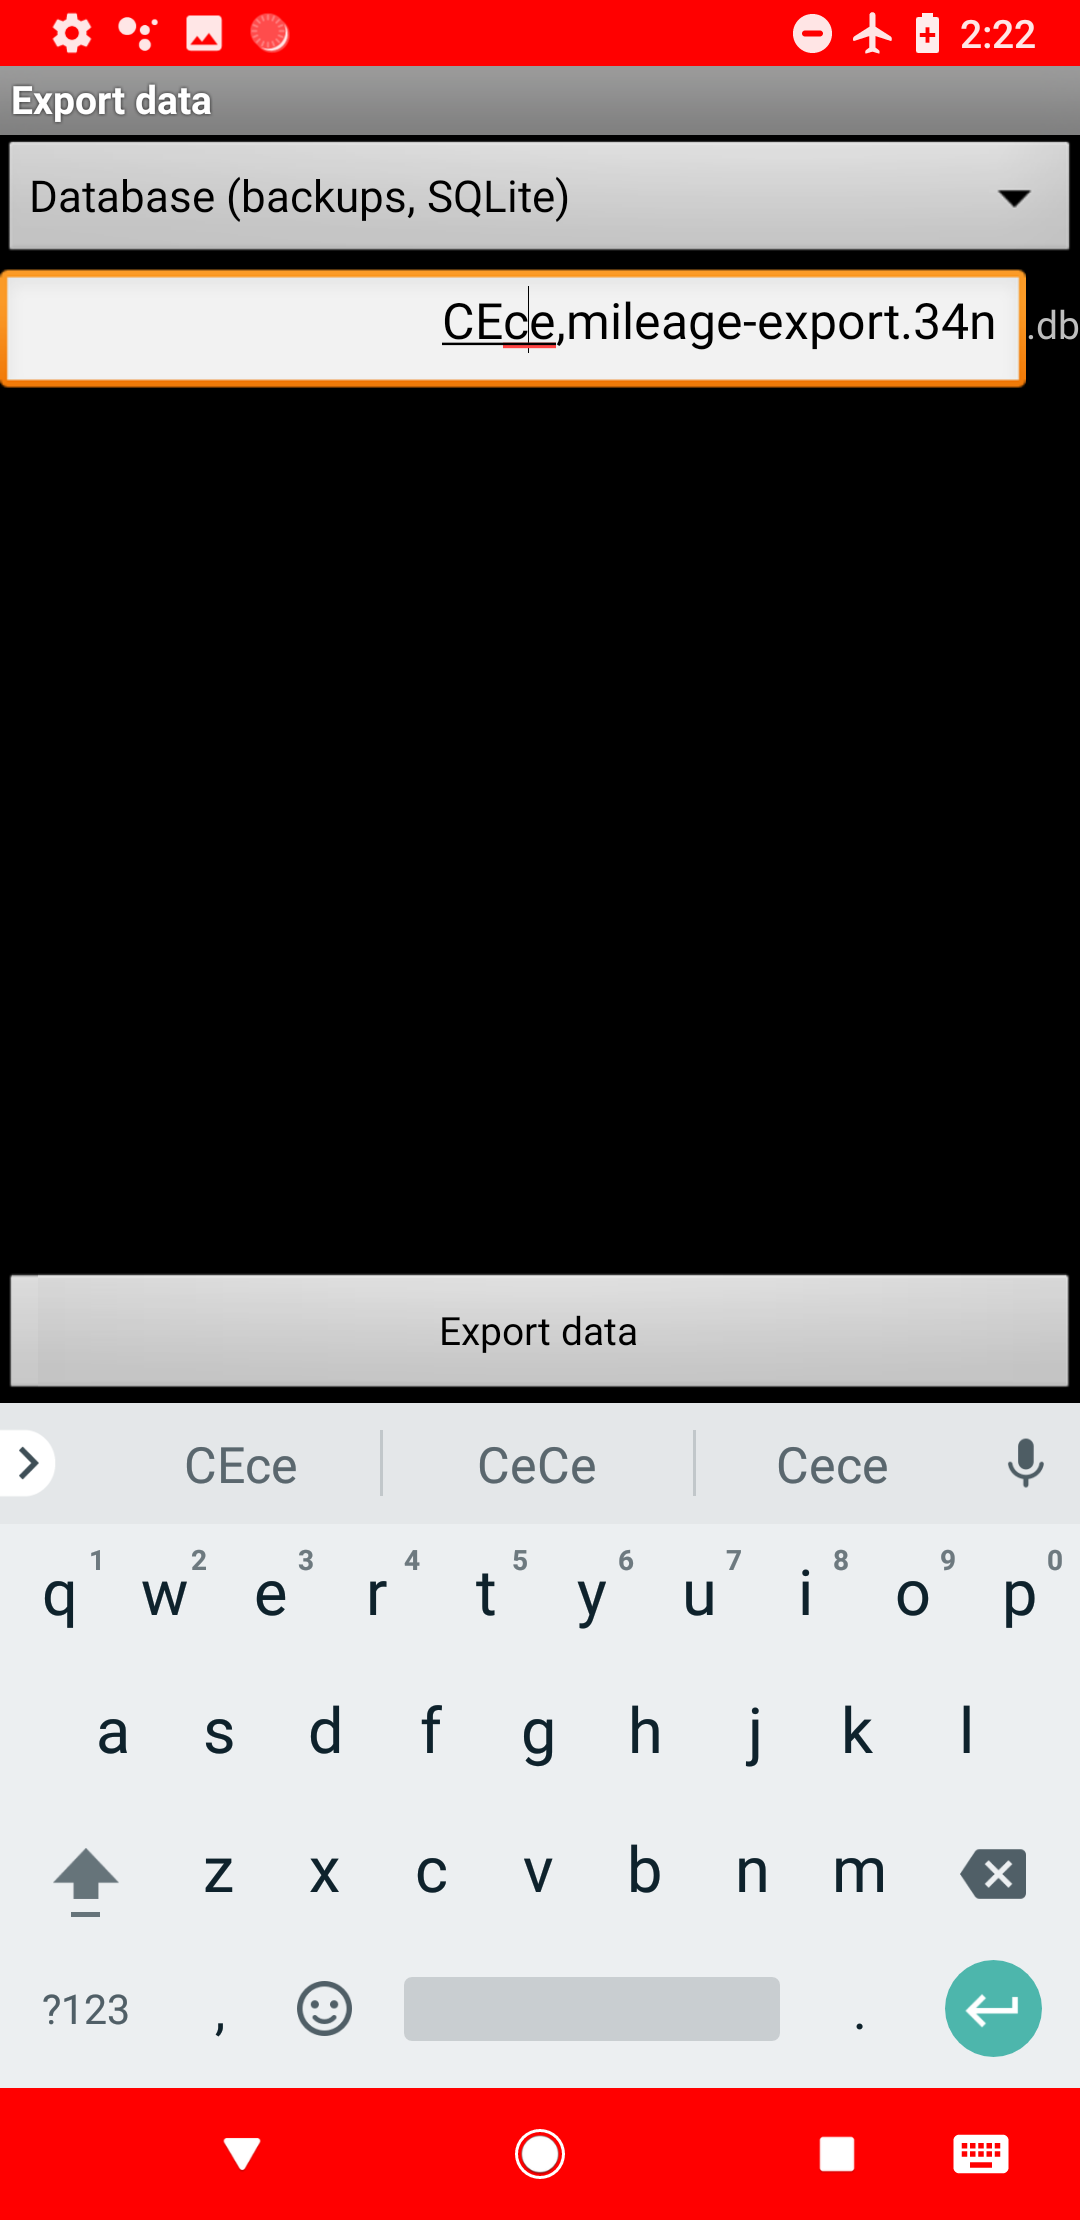 2:22
Export data
Database (backups, SQLite)
CEce,mileage-export.34n .db
Export data
CEce CeCe Cece
q 1 w 2 e 3 r 4 t 5 y 6 u 7 i 8 o 9 p 0
a s d f g h j k l
z x c v b n m
?123 , .